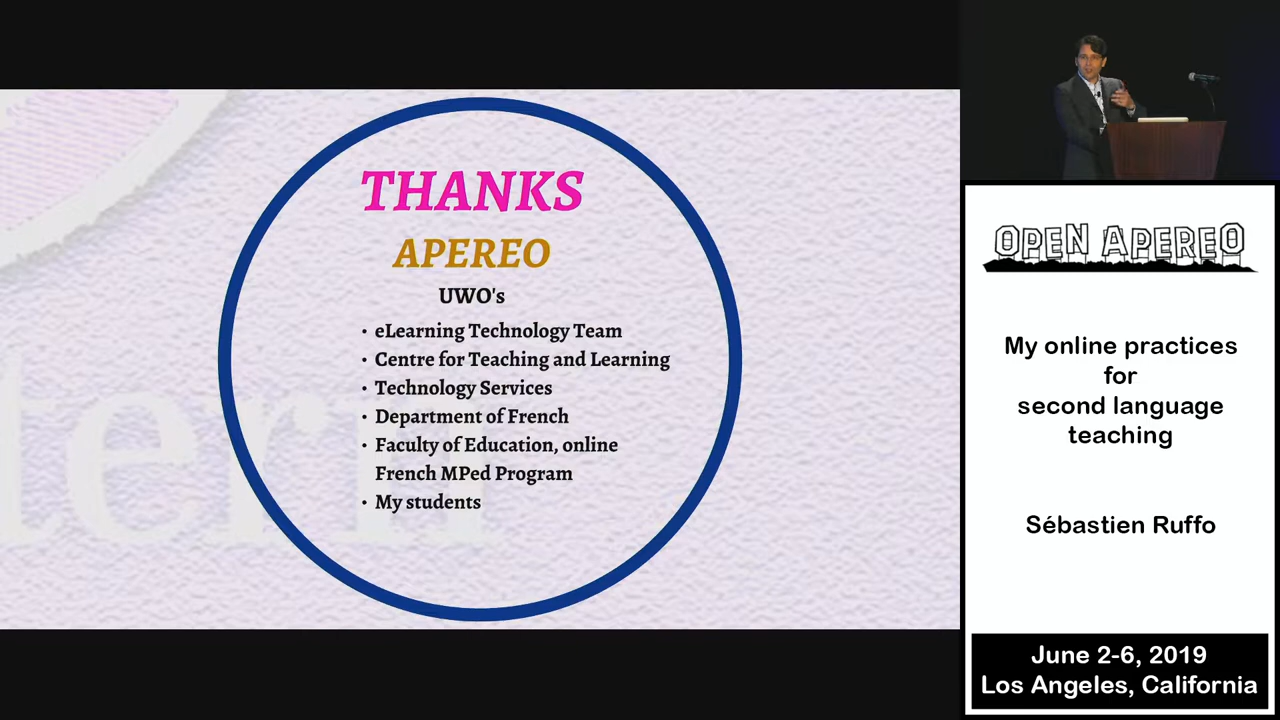 THANKS
APEREO
UWO's
• eLearning Technology Team
• Centre for Teaching and Learning
• Technology Services
• Department of French
• Faculty of Education, online
French MPed Program
• My students
OPEN APEREO
My online practices
for
second language
teaching
Sébastien Ruffo
June 2-6, 2019
Los Angeles, California